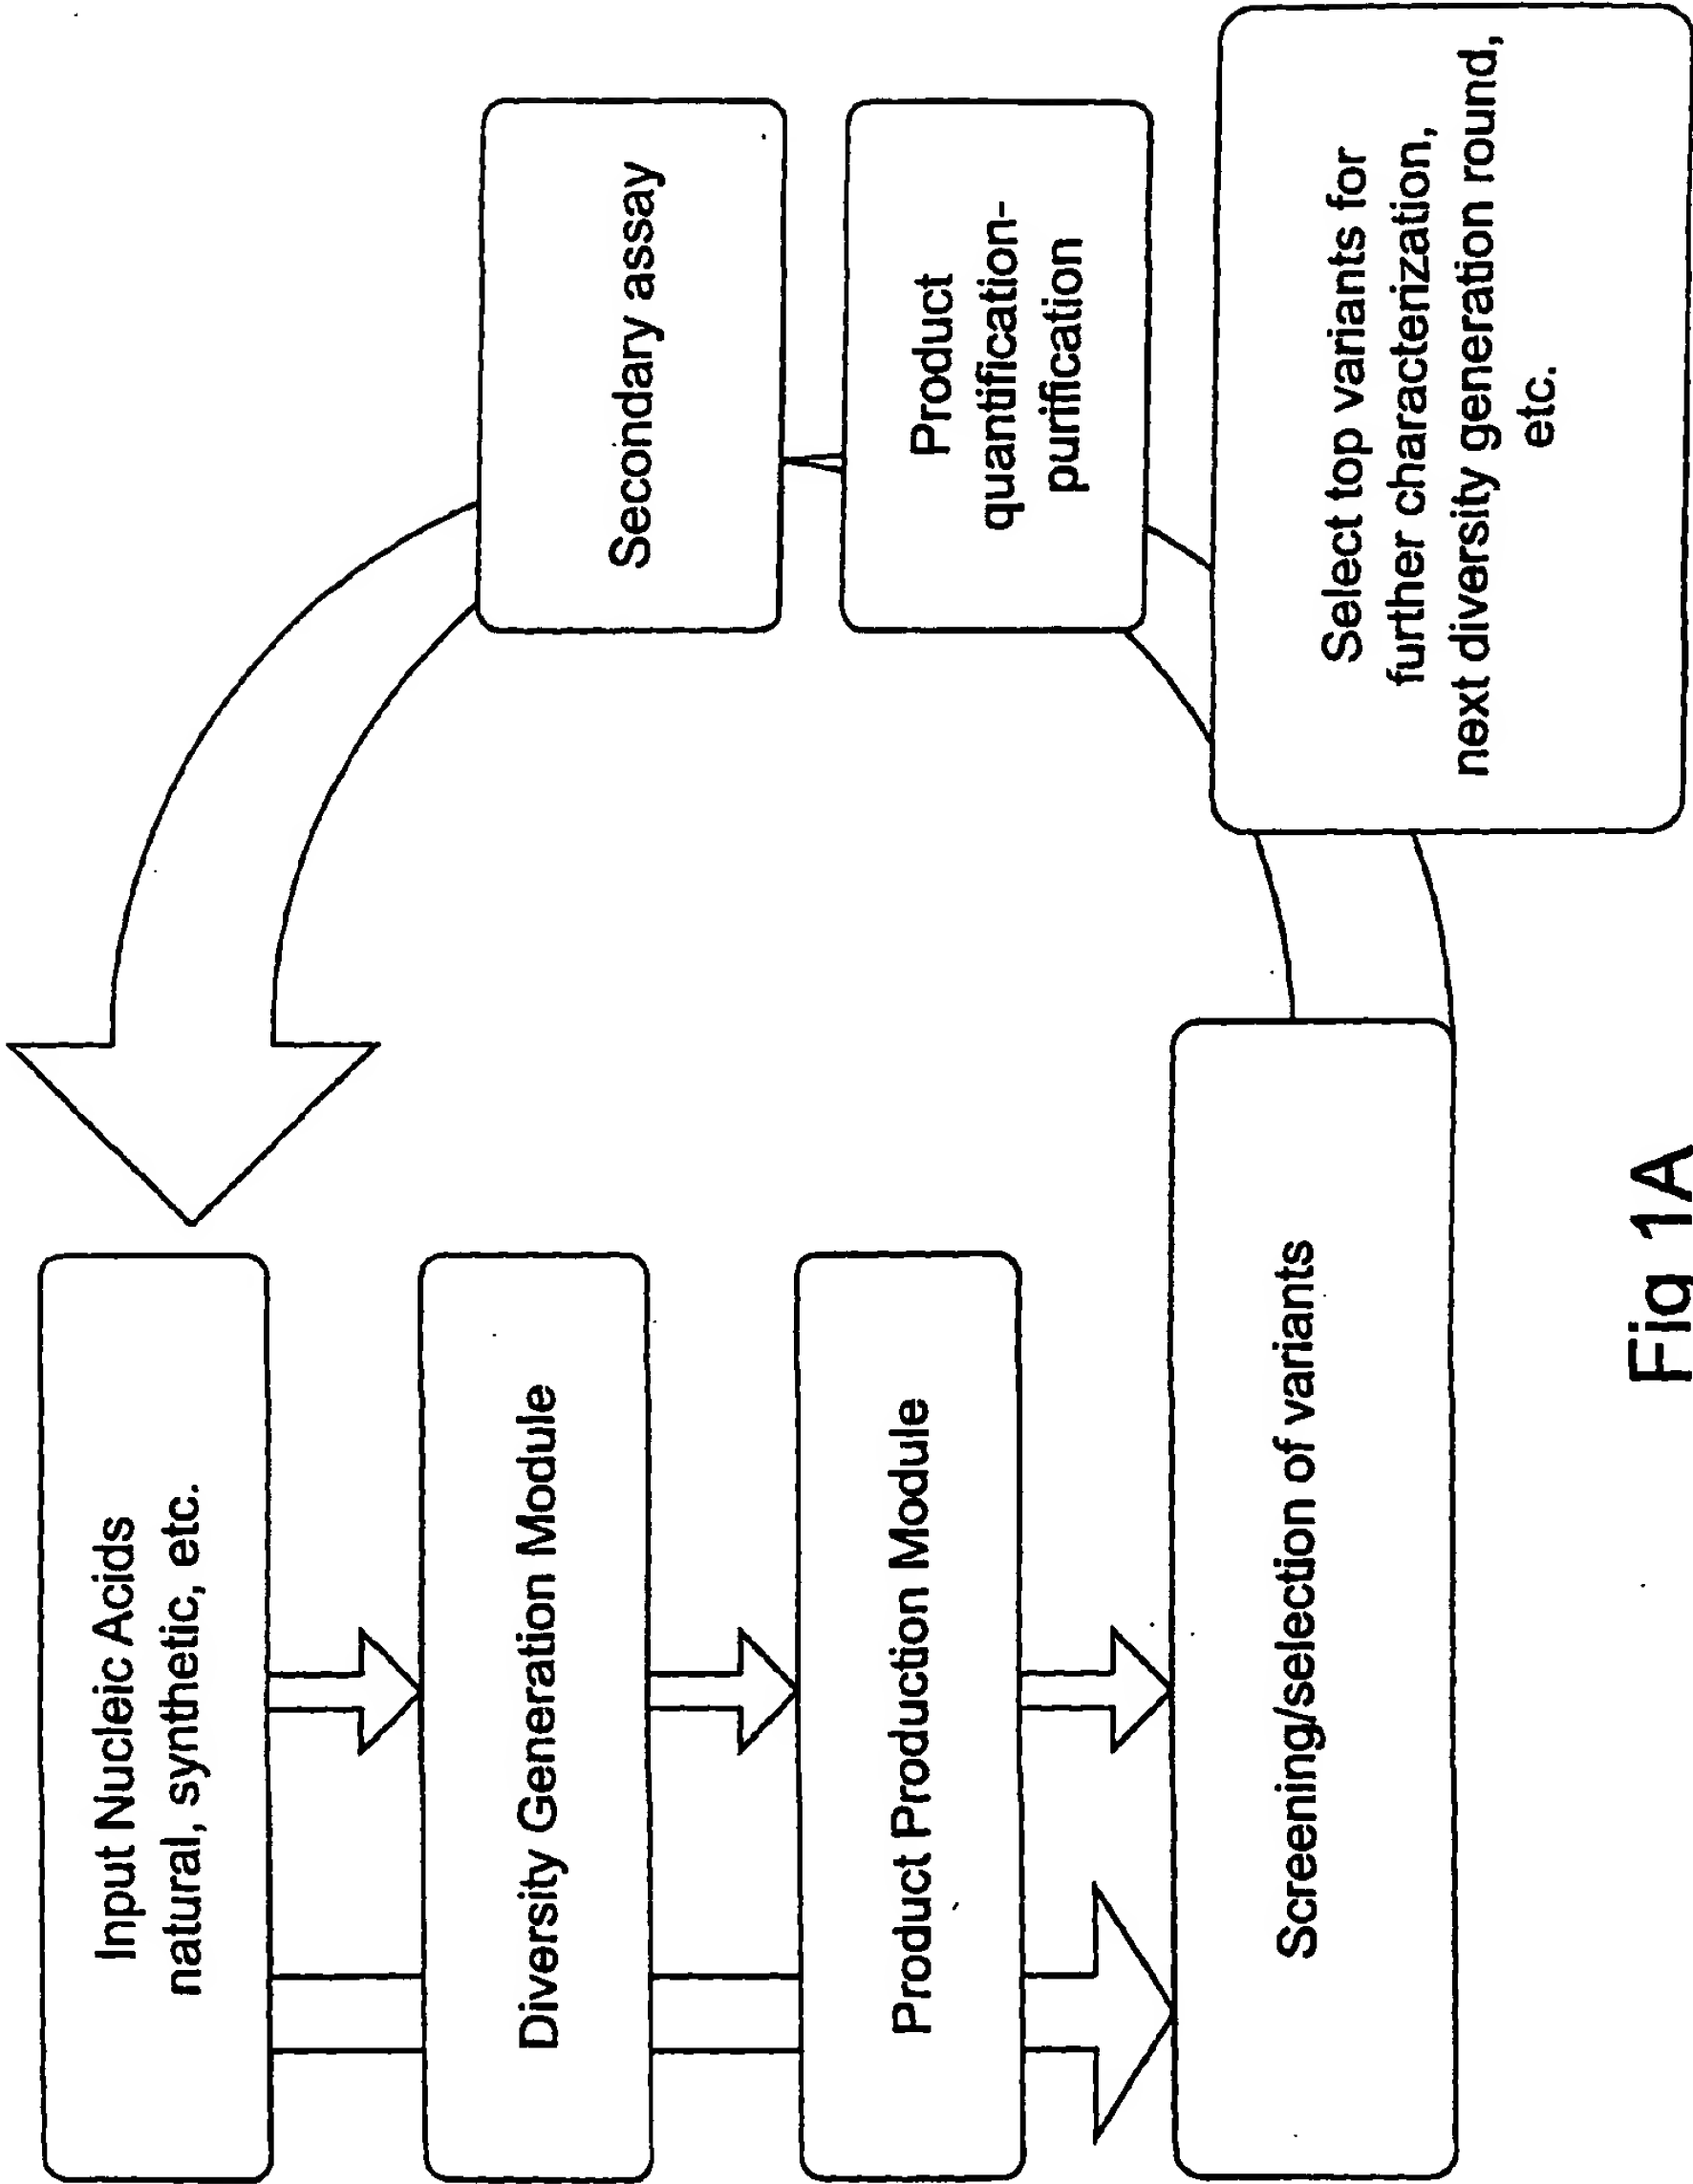 Input Nucleic Acids
natural, synthetic, etc.
Diversity Generation Module
Product Production Module
Screening/selection of variants
Secondary assay
Product
quantification-
purification
Select top variants for
further characterization,
next diversity generation round,
etc.
Fig 1A